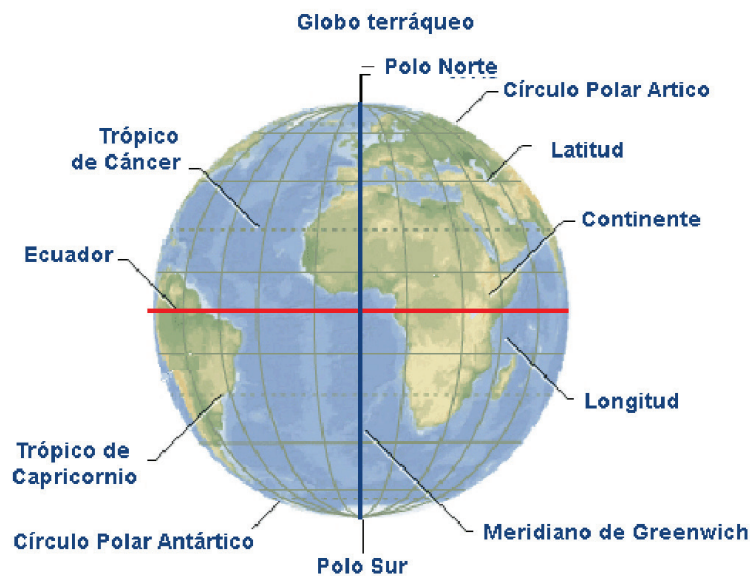 Globo terráqueo
Polo Norte
Círculo Polar Artico
Trópico
de Cáncer
Latitud
Continente
Ecuador
Longitud
Trópico de
Capricornio
Círculo Polar Antártico
Meridiano de Greenwich
Polo Sur